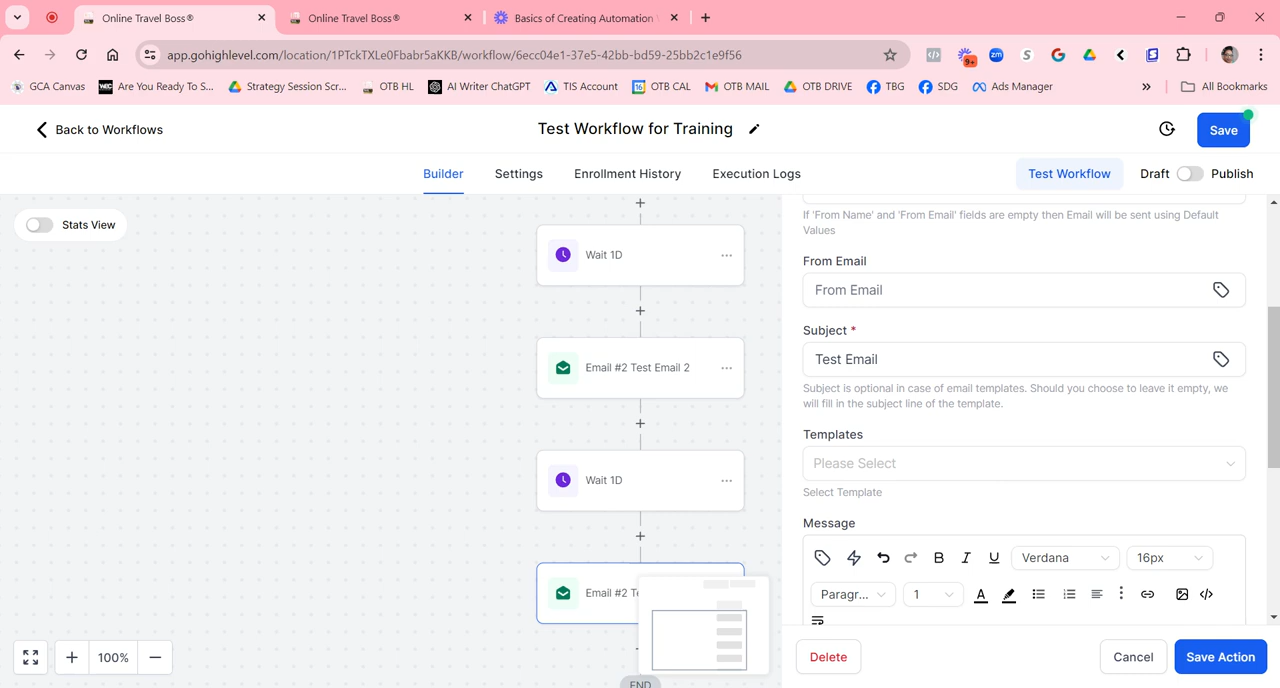 Online Travel Boss®
Online Travel Boss®
Basics of Creating Automation
app.gohighlevel.com/location/1PTckTXLe0Fbabr5aKKB/workflow/6ecc04e1-37e5-42bb-bd59-25bb2c1e9f56
9+
zm
GCA Canvas
Are You Ready To S...
Strategy Session Scr...
OTB HL
AI Writer ChatGPT
TIS Account
OTB CAL
OTB MAIL
OTB DRIVE
TBG
SDG
Ads Manager
All Bookmarks
Back to Workflows
Test Workflow for Training
Save
Builder
Settings
Enrollment History
Execution Logs
Test Workflow
Draft
Publish
Stats View
Wait 1D
Email #2 Test Email 2
Wait 1D
Email #2 Te
END
100%
If 'From Name' and 'From Email' fields are empty then Email will be sent using Default
Values
From Email
From Email
Subject *
Test Email
Subject is optional in case of email templates. Should you choose to leave it empty, we
will fill in the subject line of the template.
Templates
Please Select
Select Template
Message
B I U Verdana 16px
Paragr... 1 A
Delete
Cancel
Save Action